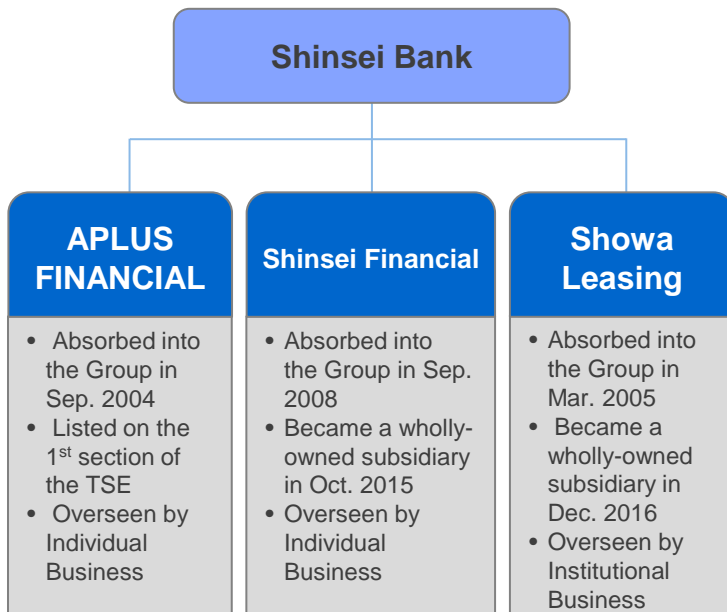 Shinsei Bank
APLUS
FINANCIAL
• Absorbed into
the Group in
Sep. 2004
• Listed on the
1st section of
the TSE
• Overseen by
Individual
Business
Shinsei Financial
• Absorbed into
the Group in Sep.
2008
• Became a wholly-
owned subsidiary
in Oct. 2015
• Overseen by
Individual
Business
Showa
Leasing
• Absorbed into
the Group in
Mar. 2005
• Became a
wholly-owned
subsidiary in
Dec. 2016
• Overseen by
Institutional
Business